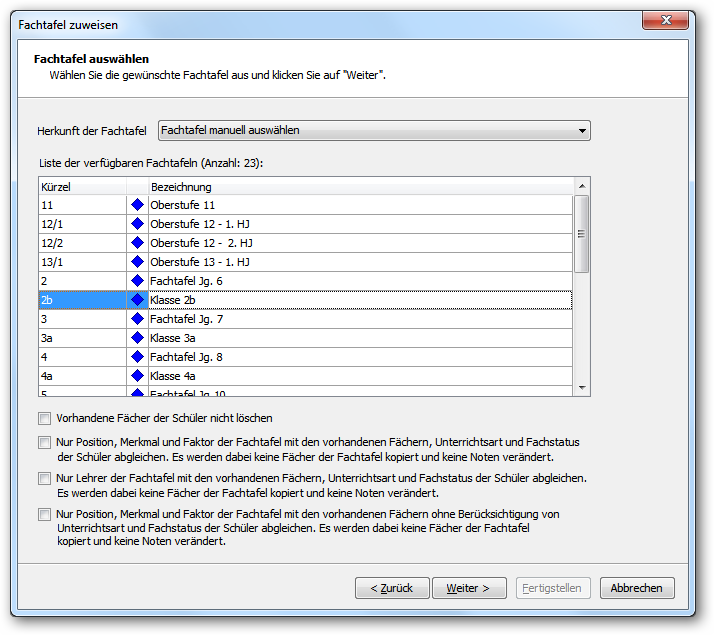 Fachtafel zuweisen
Fachtafel auswählen
Wählen Sie die gewünschte Fachtafel aus und klicken Sie auf "Weiter".
Herkunft der Fachtafel Fachtafel manuell auswählen
Liste der verfügbaren Fachtafeln (Anzahl: 23):
Kürzel Bezeichnung
11 Oberstufe 11
12/1 Oberstufe 12 - 1. HJ
12/2 Oberstufe 12 - 2. HJ
13/1 Oberstufe 13 - 1. HJ
2 Fachtafel Jg. 6
2b Klasse 2b
3 Fachtafel Jg. 7
3a Klasse 3a
4 Fachtafel Jg. 8
4a Klasse 4a
5 Fachtafel Jg.10
Vorhandene Fächer der Schüler nicht löschen
Nur Position, Merkmal und Faktor der Fachtafel mit den vorhandenen Fächern, Unterrichtsart und Fachstatus
der Schüler abgleichen. Es werden dabei keine Fächer der Fachtafel kopiert und keine Noten verändert.
Nur Lehrer der Fachtafel mit den vorhandenen Fächern, Unterrichtsart und Fachstatus der Schüler abgleichen.
Es werden dabei keine Fächer der Fachtafel kopiert und keine Noten verändert.
Nur Position, Merkmal und Faktor der Fachtafel mit den vorhandenen Fächern ohne Berücksichtigung von
Unterrichtsart und Fachstatus der Schüler abgleichen. Es werden dabei keine Fächer der Fachtafel
kopiert und keine Noten verändert.
< Zurück Weiter > Fertigstellen Abbrechen